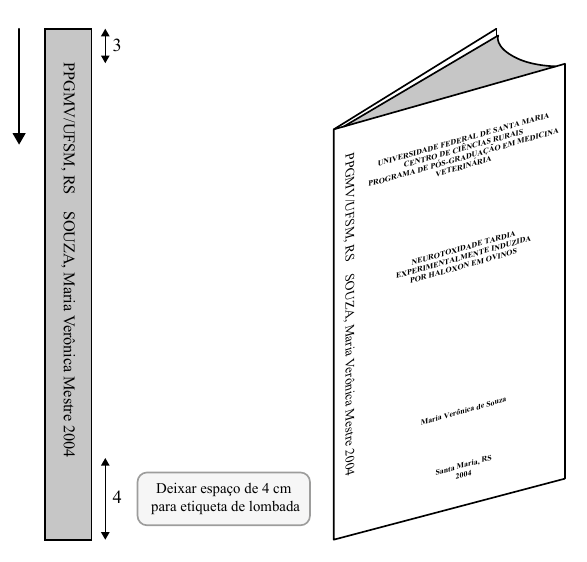 3
PPGMV/UFSM, RS SOUZA, Maria Verônica Mestre 2004
4
Deixar espaço de 4 cm
para etiqueta de lombada
PPGMV/UFSM, RS SOUZA, Maria Verônica Mestre 2004
UNIVERSIDADE FEDERAL DE SANTA MARIA
CENTRO DE CIÊNCIAS RURAIS
PROGRAMA DE PÓS-GRADUAÇÃO EM MEDICINA
VETERINÁRIA
NEUROTOXIDADE TARDIA
EXPERIMENTALMENTE INDUZIDA
POR HALOXON EM OVINOS
Maria Verônica de Souza
Santa Maria, RS
2004